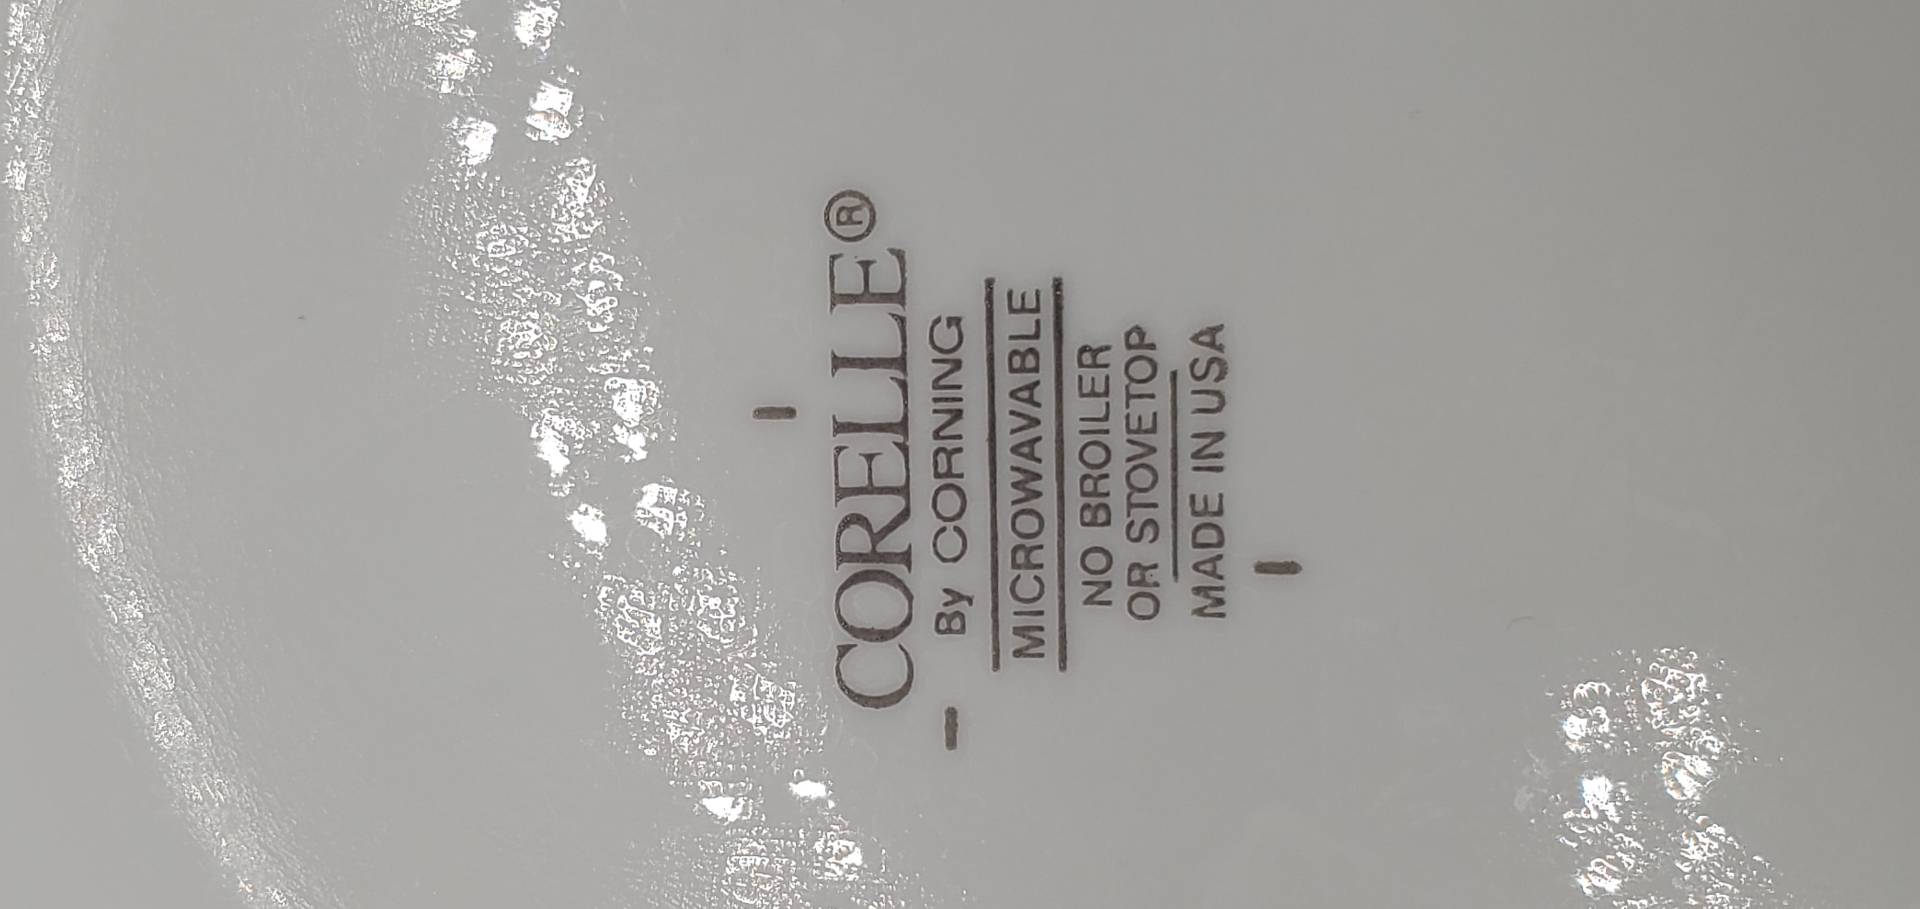 CORELLE®
By CORNING
MICROWAVABLE
NO BROILER
OR STOVETOP
MADE IN USA